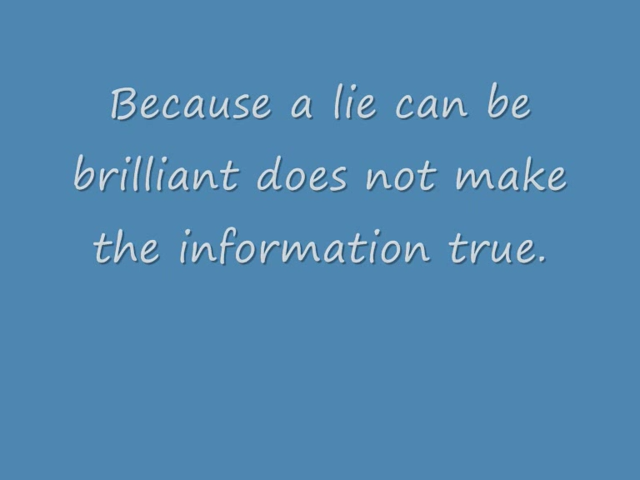 Because a lie can be
brilliant does not make
the information true.